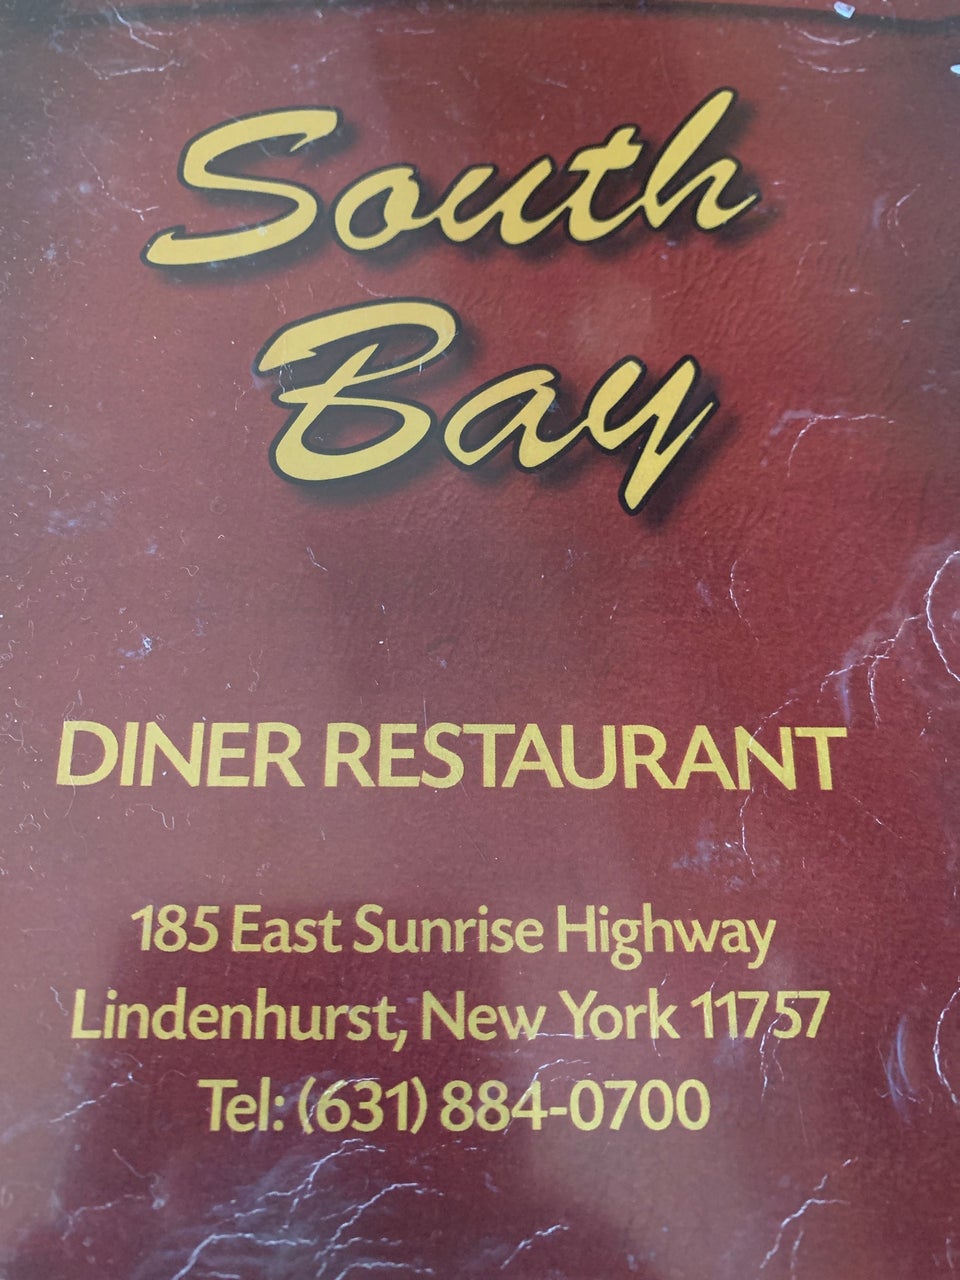 South
Bay
DINER RESTAURANT
185 East Sunrise Highway
Lindenhurst, New York 11757
Tel: (631) 884-0700